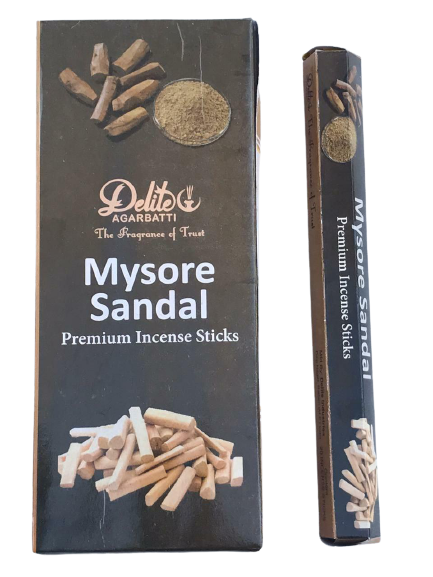 Delite
AGARBATTI
The Fragrance of Trust
Mysore
Sandal
Premium Incense Sticks
Mysore Sandal
Premium Incense Sticks